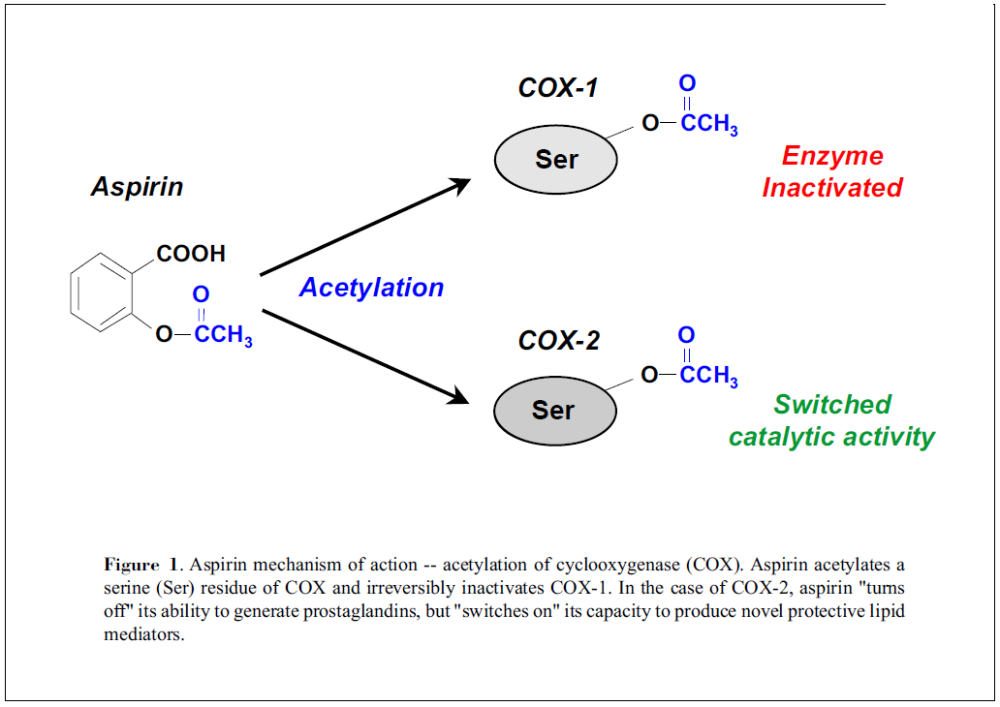 COX-1
O
O—CCH3
Ser
Enzyme
Inactivated
Aspirin
COOH
O
O—CCH3
Acetylation
COX-2
O
O—CCH3
Ser
Switched
catalytic activity
Figure 1. Aspirin mechanism of action -- acetylation of cyclooxygenase (COX). Aspirin acetylates a
serine (Ser) residue of COX and irreversibly inactivates COX-1. In the case of COX-2, aspirin "turns
off" its ability to generate prostaglandins, but "switches on" its capacity to produce novel protective lipid
mediators.